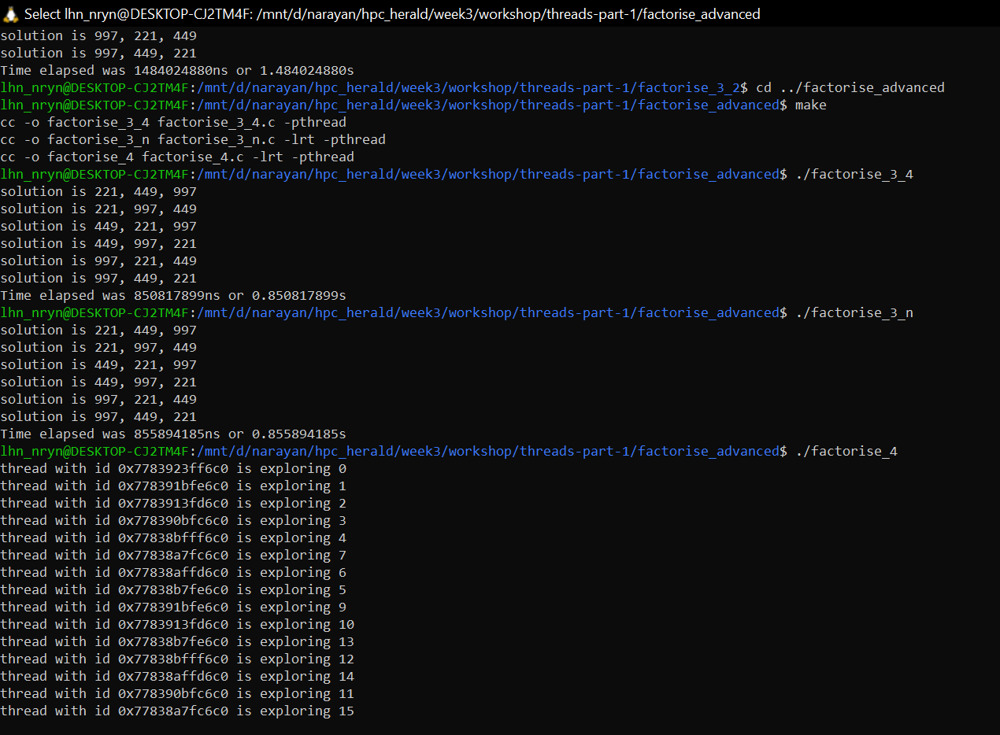 Select lhn_nryn@DESKTOP-CJ2TM4F: /mnt/d/narayan/hpc_herald/week3/workshop/threads-part-1/factorise_advanced
solution is 997, 221, 449
solution is 997, 449, 221
Time elapsed was 1484024880ns or 1.484024880s
lhn_nryn@DESKTOP-CJ2TM4F:/mnt/d/narayan/hpc_herald/week3/workshop/threads-part-1/factorise_3_2$ cd ../factorise_advanced
lhn_nryn@DESKTOP-CJ2TM4F:/mnt/d/narayan/hpc_herald/week3/workshop/threads-part-1/factorise_advanced$ make
cc -o factorise_3_4 factorise_3_4.c -pthread
cc -o factorise_3_n factorise_3_n.c -lrt -pthread
cc -o factorise_4 factorise_4.c -lrt -pthread
lhn_nryn@DESKTOP-CJ2TM4F:/mnt/d/narayan/hpc_herald/week3/workshop/threads-part-1/factorise_advanced$ ./factorise_3_4
solution is 221, 449, 997
solution is 221, 997, 449
solution is 449, 221, 997
solution is 449, 997, 221
solution is 997, 221, 449
solution is 997, 449, 221
Time elapsed was 850817899ns or 0.850817899s
lhn_nryn@DESKTOP-CJ2TM4F:/mnt/d/narayan/hpc_herald/week3/workshop/threads-part-1/factorise_advanced$ ./factorise_3_n
solution is 221, 449, 997
solution is 221, 997, 449
solution is 449, 221, 997
solution is 449, 997, 221
solution is 997, 221, 449
solution is 997, 449, 221
Time elapsed was 855894185ns or 0.855894185s
lhn_nryn@DESKTOP-CJ2TM4F:/mnt/d/narayan/hpc_herald/week3/workshop/threads-part-1/factorise_advanced$ ./factorise_4
thread with id 0x7783923ff6c0 is exploring 0
thread with id 0x778391bfe6c0 is exploring 1
thread with id 0x7783913fd6c0 is exploring 2
thread with id 0x778390bfc6c0 is exploring 3
thread with id 0x77838bfff6c0 is exploring 4
thread with id 0x77838a7fc6c0 is exploring 7
thread with id 0x77838affd6c0 is exploring 6
thread with id 0x77838b7fe6c0 is exploring 5
thread with id 0x778391bfe6c0 is exploring 9
thread with id 0x7783913fd6c0 is exploring 10
thread with id 0x77838b7fe6c0 is exploring 13
thread with id 0x77838bfff6c0 is exploring 12
thread with id 0x77838affd6c0 is exploring 14
thread with id 0x778390bfc6c0 is exploring 11
thread with id 0x77838a7fc6c0 is exploring 15